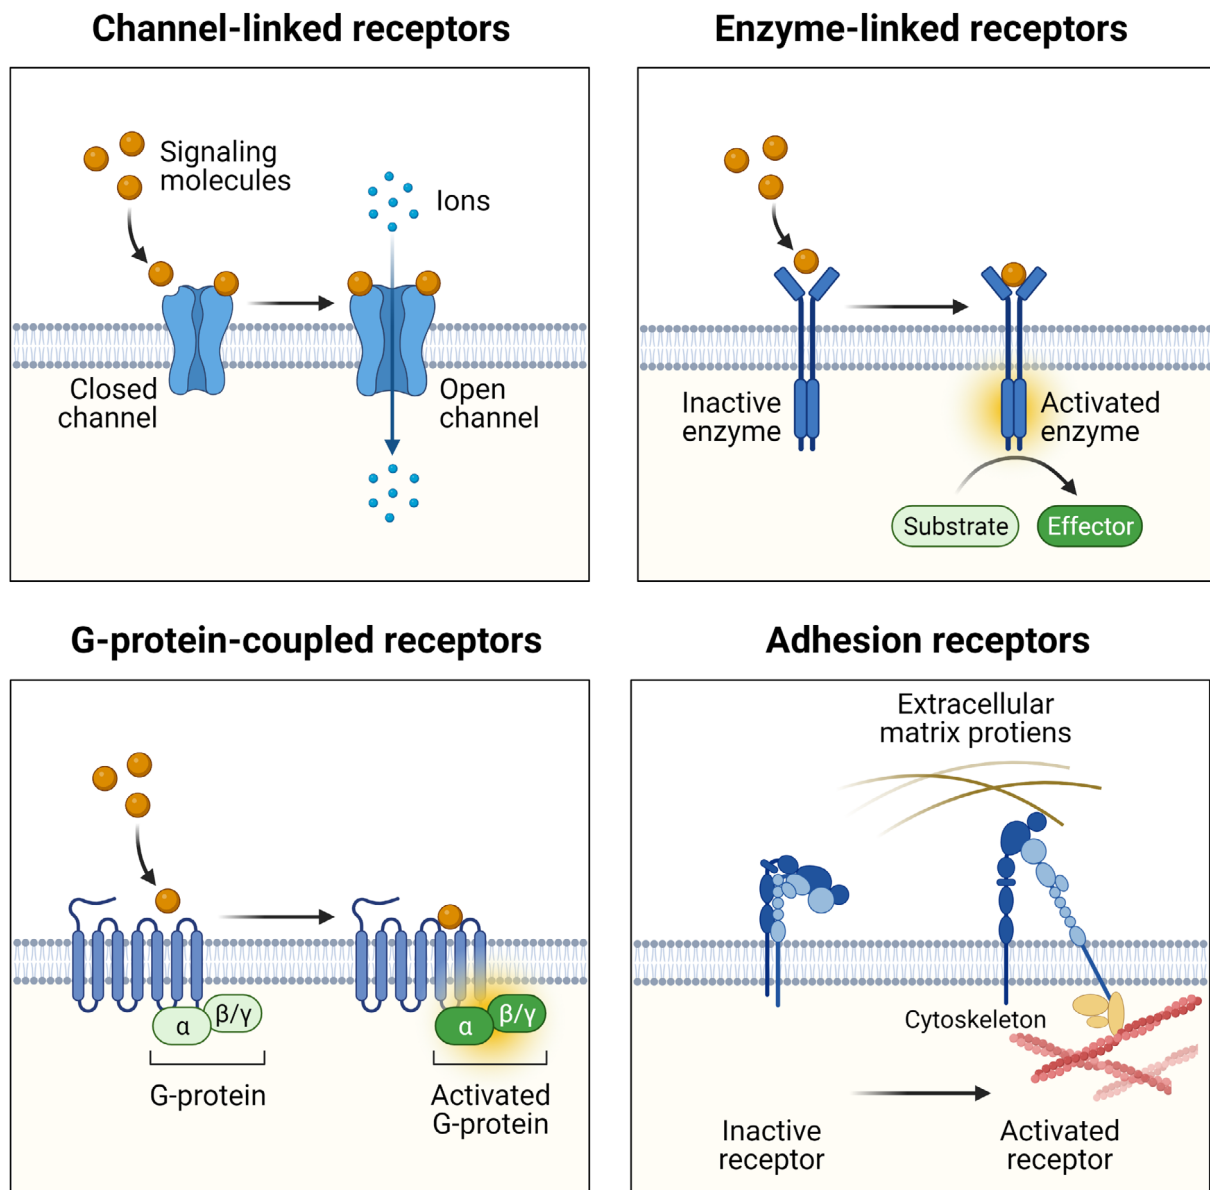 Channel-linked receptors
Signaling
molecules
Ions
Closed
channel
Open
channel
Enzyme-linked receptors
Inactive
enzyme
Activated
enzyme
Substrate
Effector
G-protein-coupled receptors
α
β/γ
G-protein
α
β/γ
Activated
G-protein
Adhesion receptors
Extracellular
matrix protiens
Cytoskeleton
Inactive
receptor
Activated
receptor